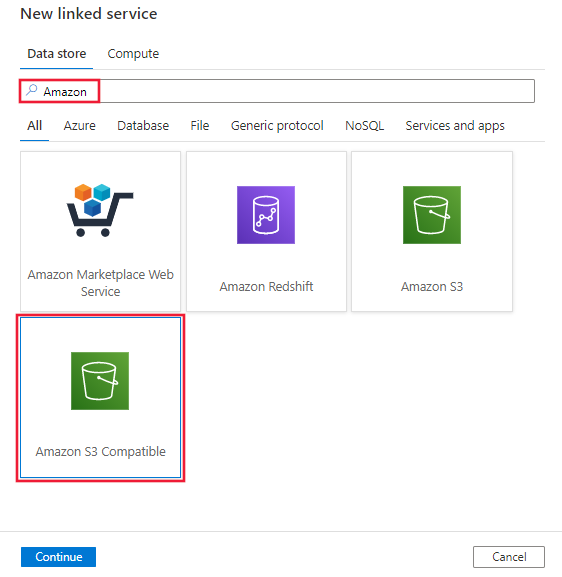 New linked service
Data store Compute
Amazon
All Azure Database File Generic protocol NoSQL Services and apps
Amazon Marketplace Web
Service
Amazon Redshift
Amazon S3
Amazon S3 Compatible
Continue Cancel